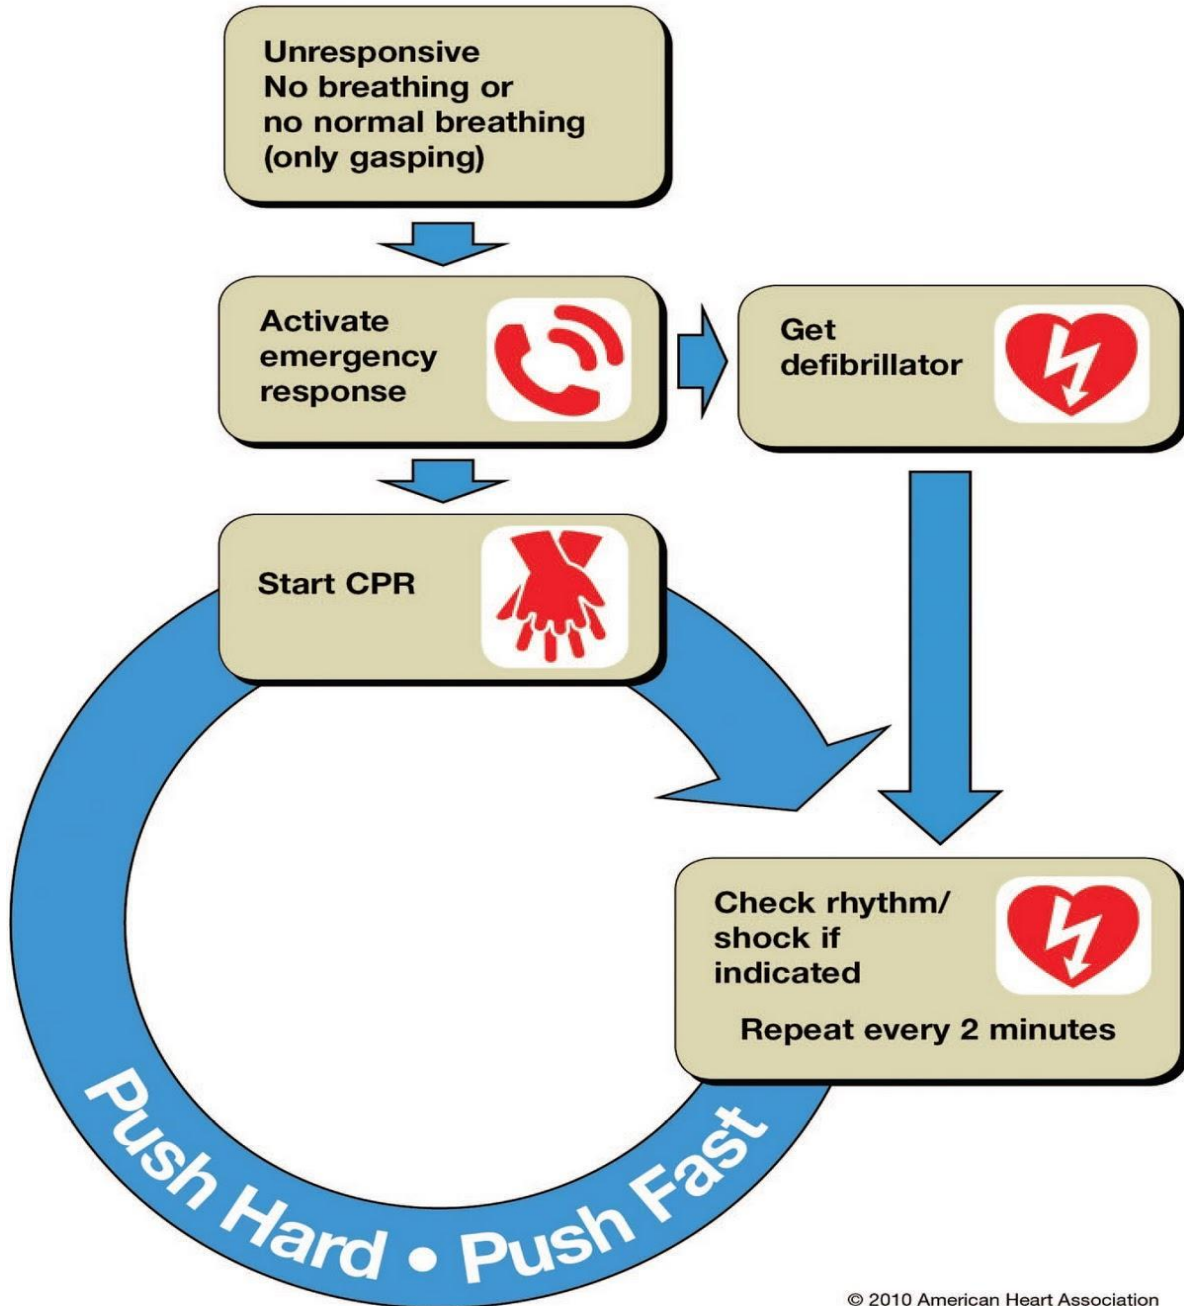 Unresponsive
No breathing or
no normal breathing
(only gasping)
Activate
emergency
response
Get
defibrillator
Start CPR
Check rhythm/
shock if
indicated
Repeat every 2 minutes
Push Hard • Push Fast
© 2010 American Heart Association